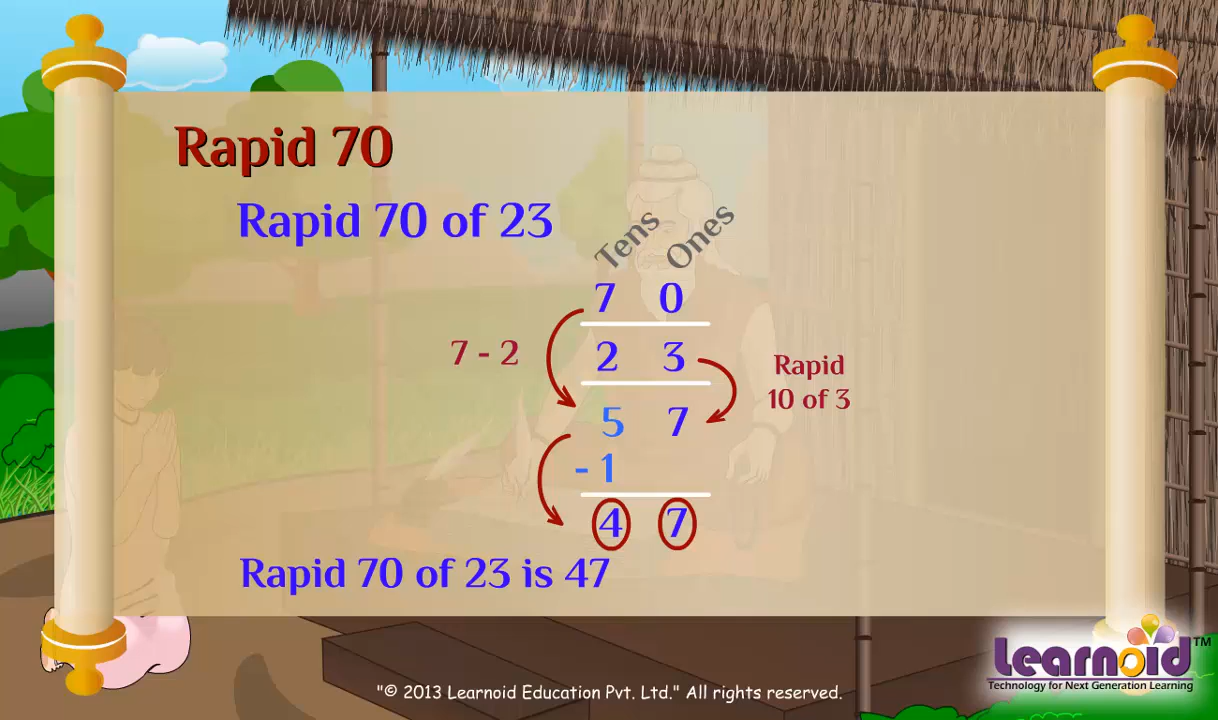 Rapid 70
Rapid 70 of 23
Tens Ones
7 0
7 - 2
2 3
Rapid
10 of 3
5 7
- 1
4 7
Rapid 70 of 23 is 47
Learnoid™
Technology for Next Generation Learning
"© 2013 Learnoid Education Pvt. Ltd." All rights reserved.